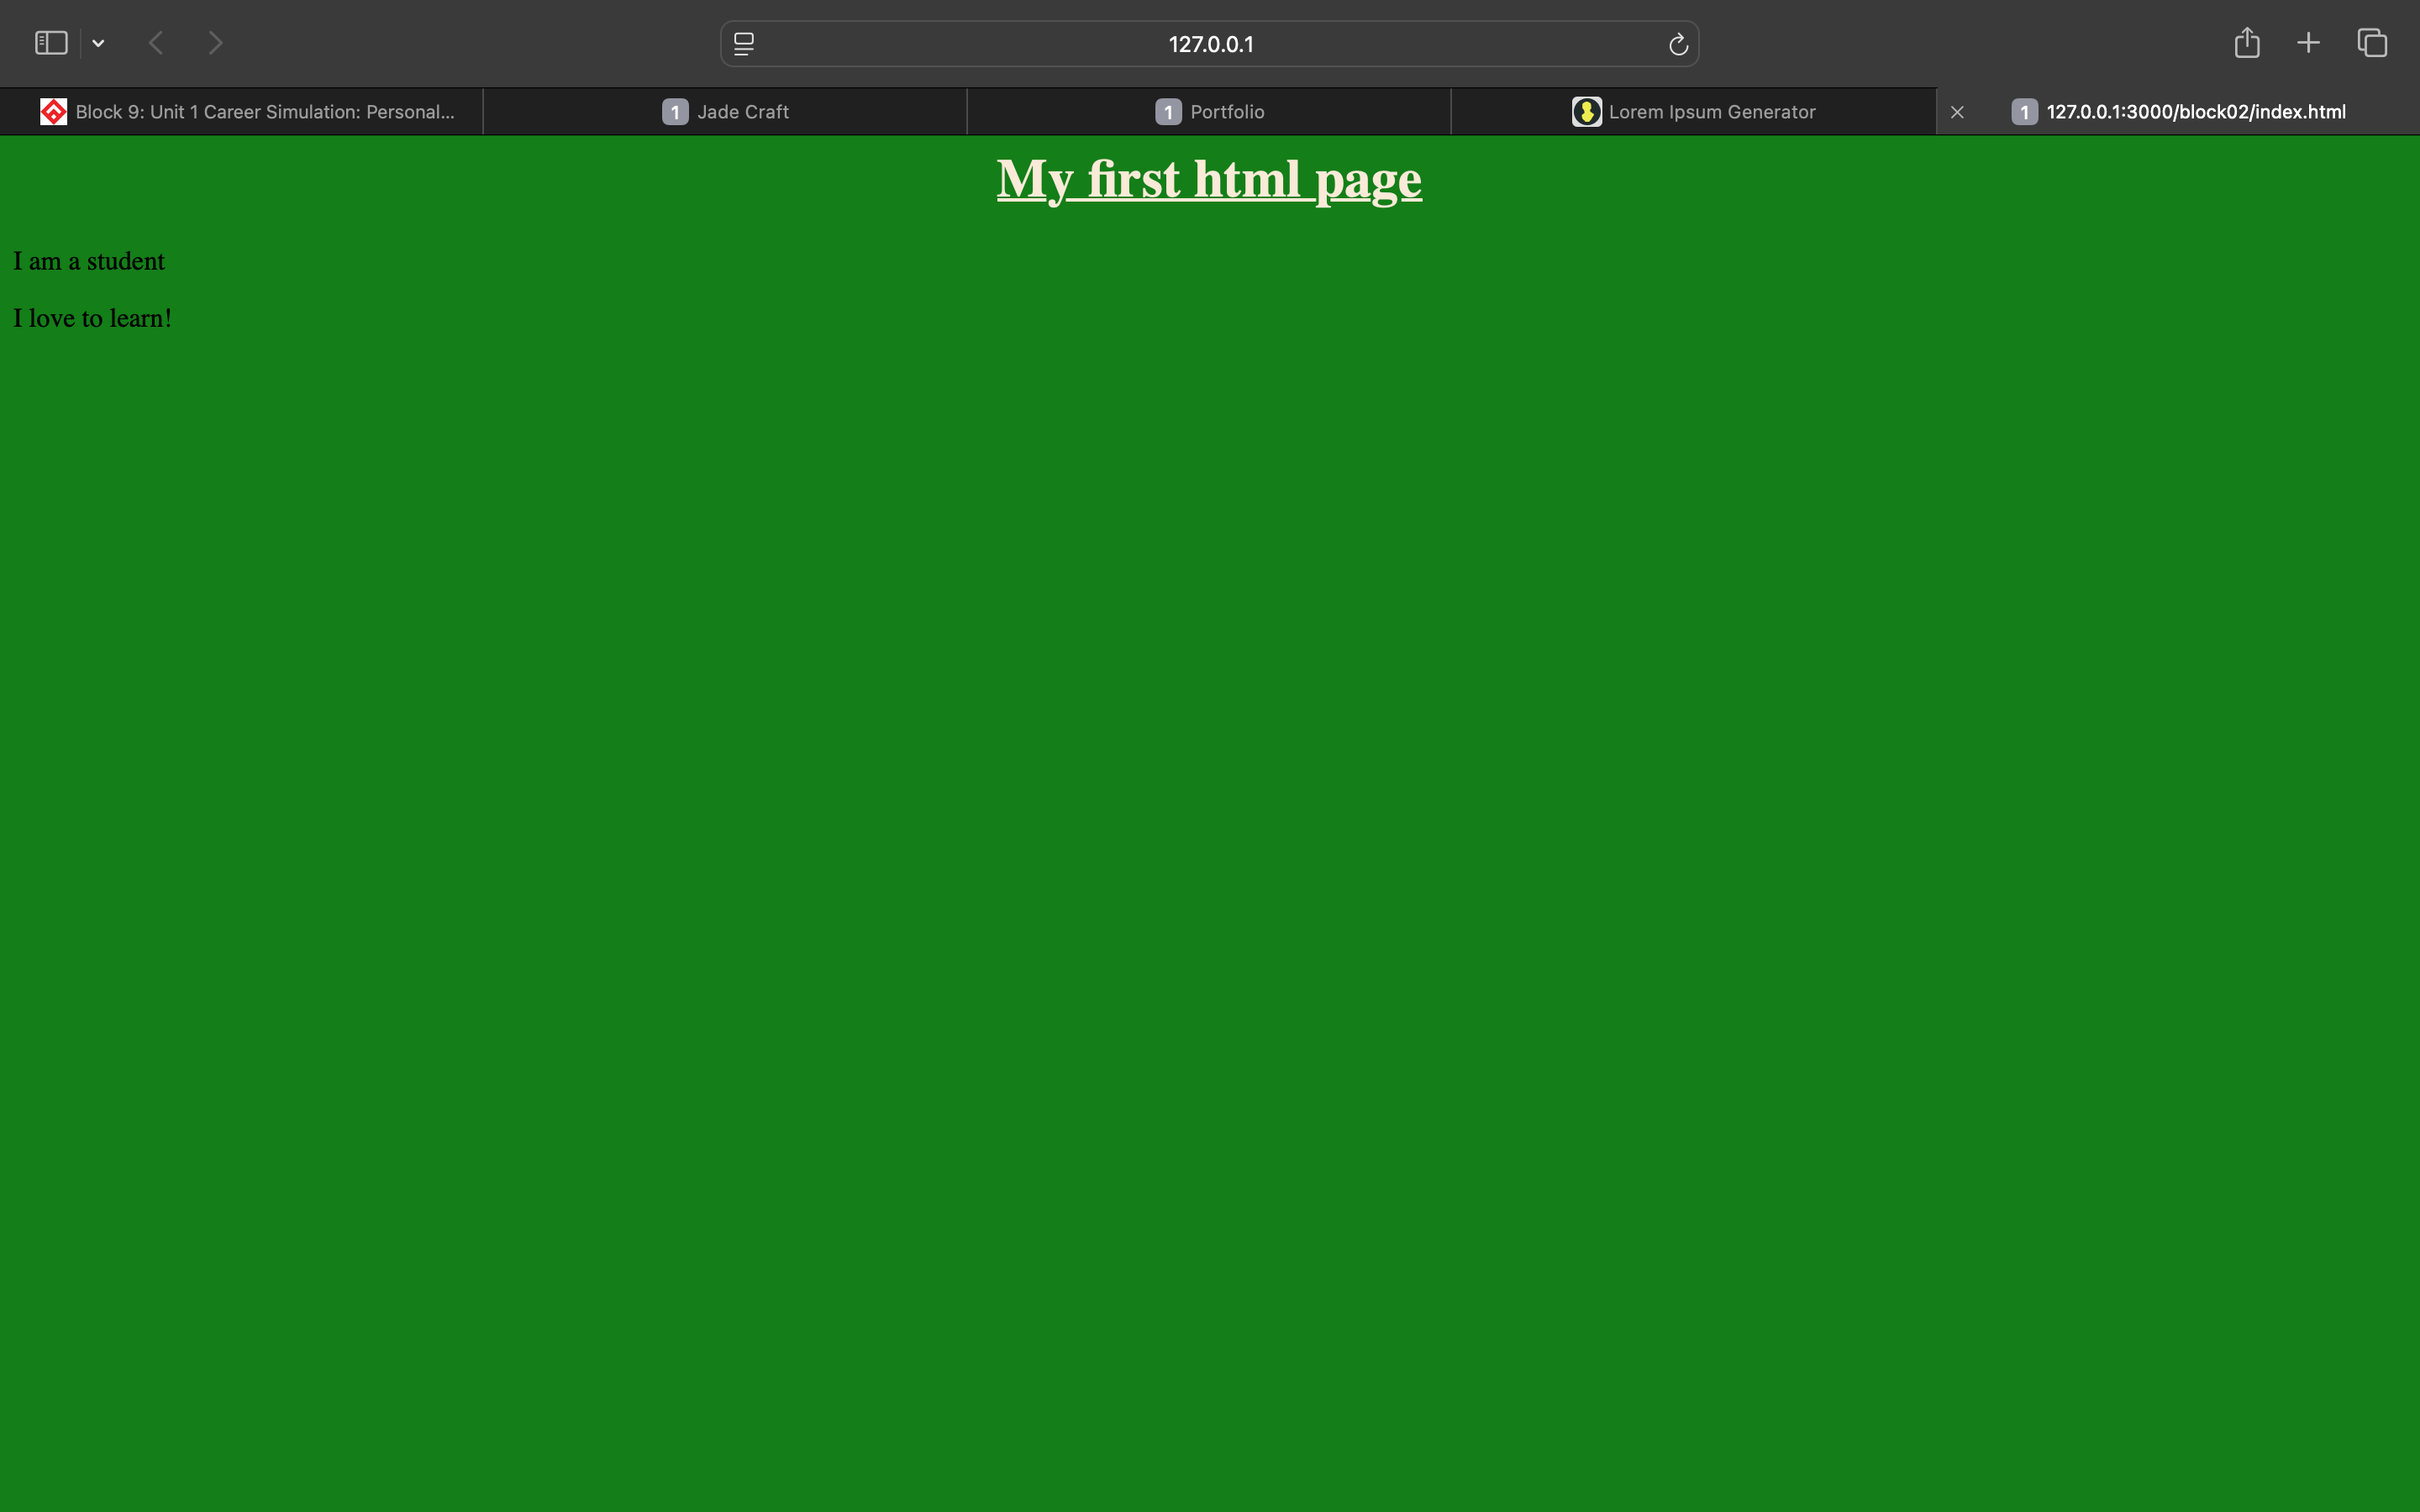 127.0.0.1
Block 9: Unit 1 Career Simulation: Personal...
1 Jade Craft
1 Portfolio
Lorem Ipsum Generator
1 127.0.0.1:3000/block02/index.html
My first html page
I am a student
I love to learn!